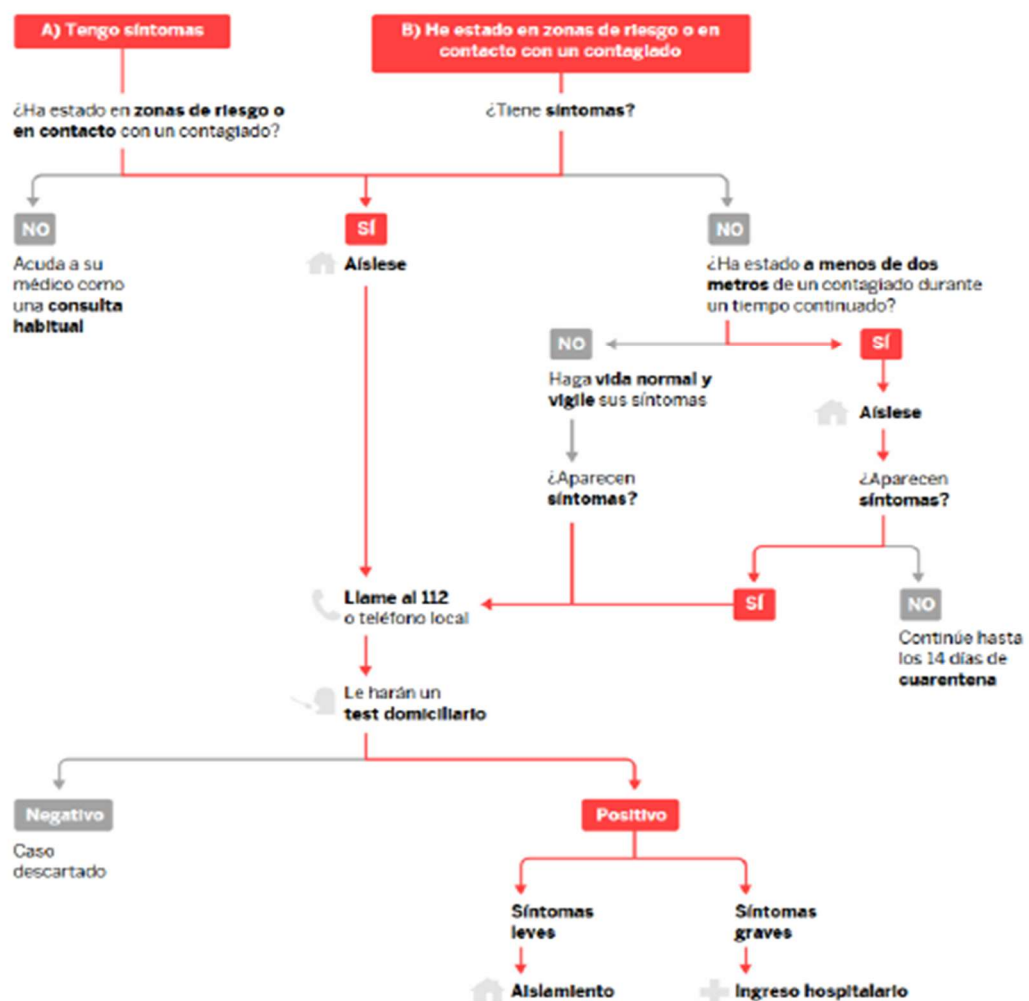 A) Tengo síntomas
B) He estado en zonas de riesgo o en
contacto con un contagiado
¿Ha estado en zonas de riesgo o
en contacto con un contagiado?
¿Tiene síntomas?
NO
Acuda a su
médico como
una consulta
habitual
SÍ
Aíslese
NO
¿Ha estado a menos de dos
metros de un contagiado durante
un tiempo continuado?
NO
Haga vida normal y
vigile sus síntomas
SÍ
Aíslese
¿Aparecen
síntomas?
¿Aparecen
síntomas?
Llame al 112
o teléfono local
SÍ
NO
Continúe hasta
los 14 días de
cuarentena
Le harán un
test domiciliario
Negativo
Caso
descartado
Positivo
Síntomas
leves
Síntomas
graves
Aislamiento
Ingreso hospitalario